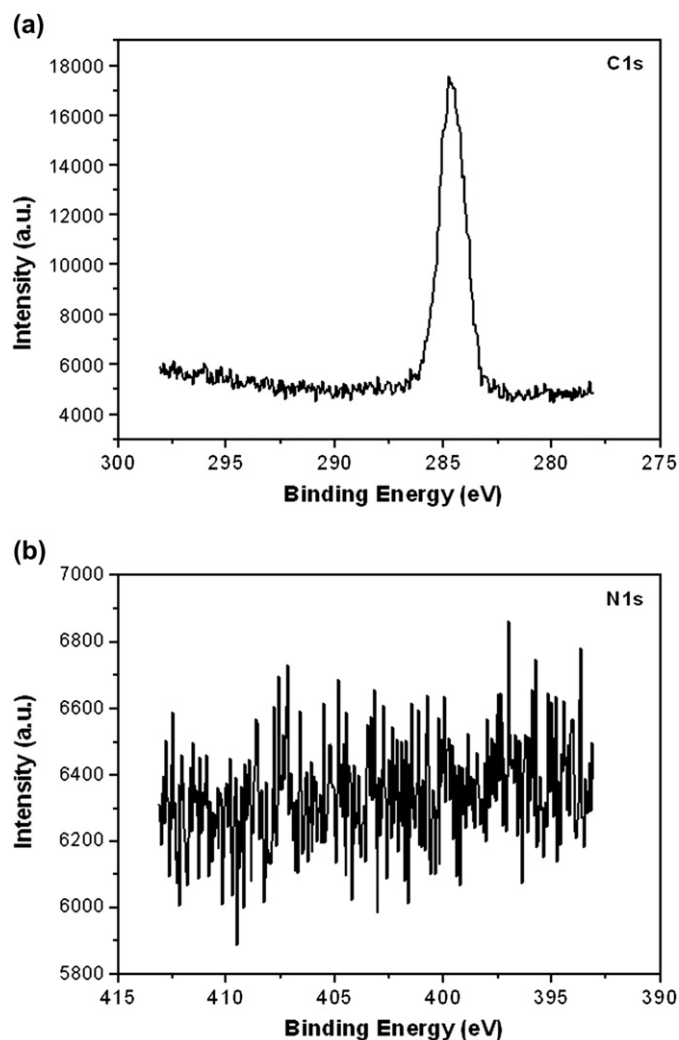 (a)
C1s
18000
16000
14000
12000
10000
8000
6000
4000
Intensity (a.u.)
300 295 290 285 280 275
Binding Energy (eV)
(b)
N1s
7000
6800
6600
6400
6200
6000
5800
Intensity (a.u.)
415 410 405 400 395 390
Binding Energy (eV)